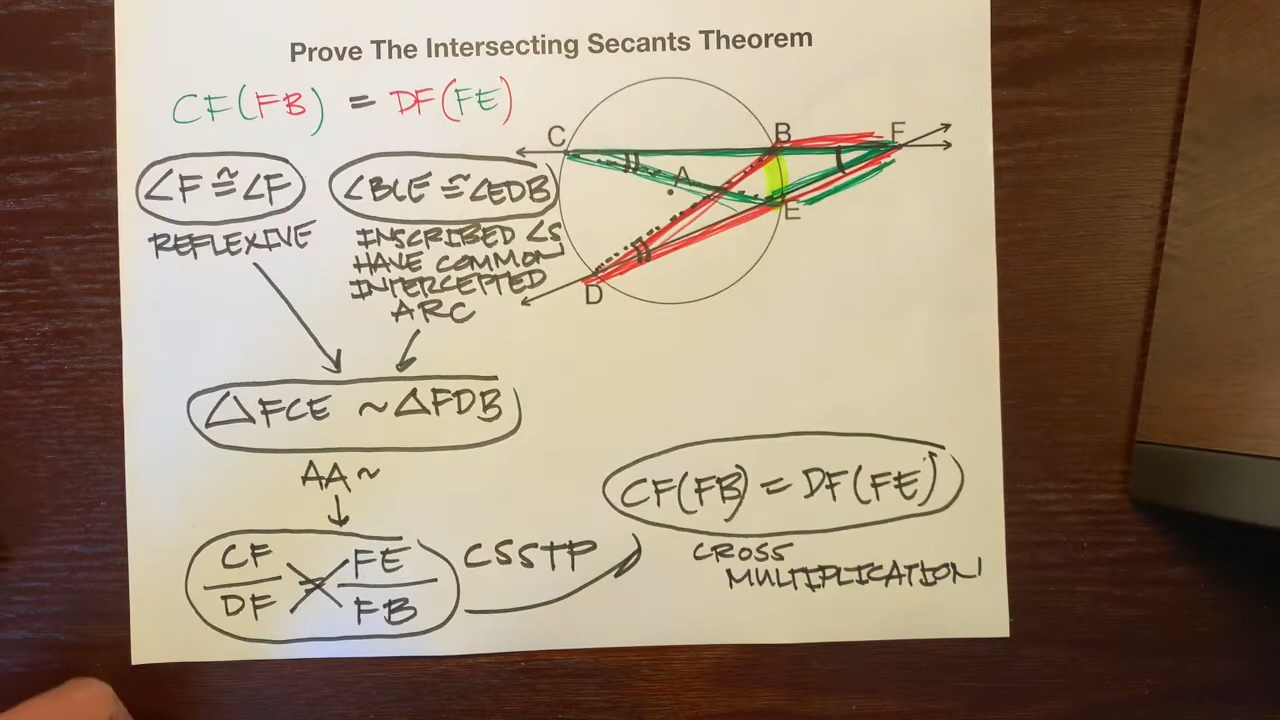 Prove The Intersecting Secants Theorem
CF(FB) = DF(FE)
C
B
F
A
E
D
∠F ≅ ∠F
REFLEXIVE
∠BCE ≅ ∠EDB
INSCRIBED ∠S
HAVE COMMON
INTERCEPTED
ARC
△FCE ~ △FDB
AA ~
CF/DF = FE/FB
CSSTP
CF(FB) = DF(FE)
CROSS
MULTIPLICATION